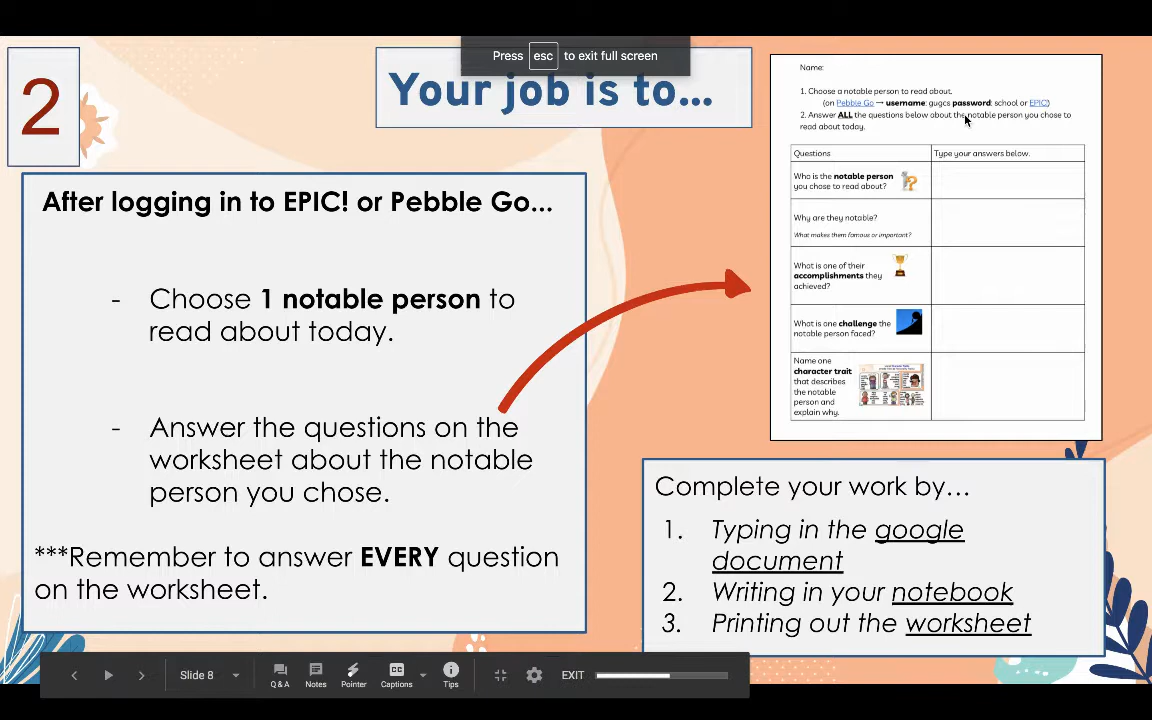 Press esc to exit full screen
2
Your job is to...
After logging in to EPIC! or Pebble Go...
- Choose 1 notable person to
read about today.
- Answer the questions on the
worksheet about the notable
person you chose.
***Remember to answer EVERY question
on the worksheet.
Name:
1. Choose a notable person to read about.
(on Pebble Go → username: gugcs password: school or EPIC!)
2. Answer ALL the questions below about the notable person you chose to
read about today.
Questions
Type your answers below.
Who is the notable person
you chose to read about?
Why are they notable?
What makes them famous or important?
What is one of their
accomplishments they
achieved?
What is one challenge the
notable person faced?
Name one
character trait
that describes
the notable
person and
explain why.
Complete your work by...
1. Typing in the google
document
2. Writing in your notebook
3. Printing out the worksheet
Slide 8
Q & A
Notes
Pointer
CC
Captions
Tips
EXIT